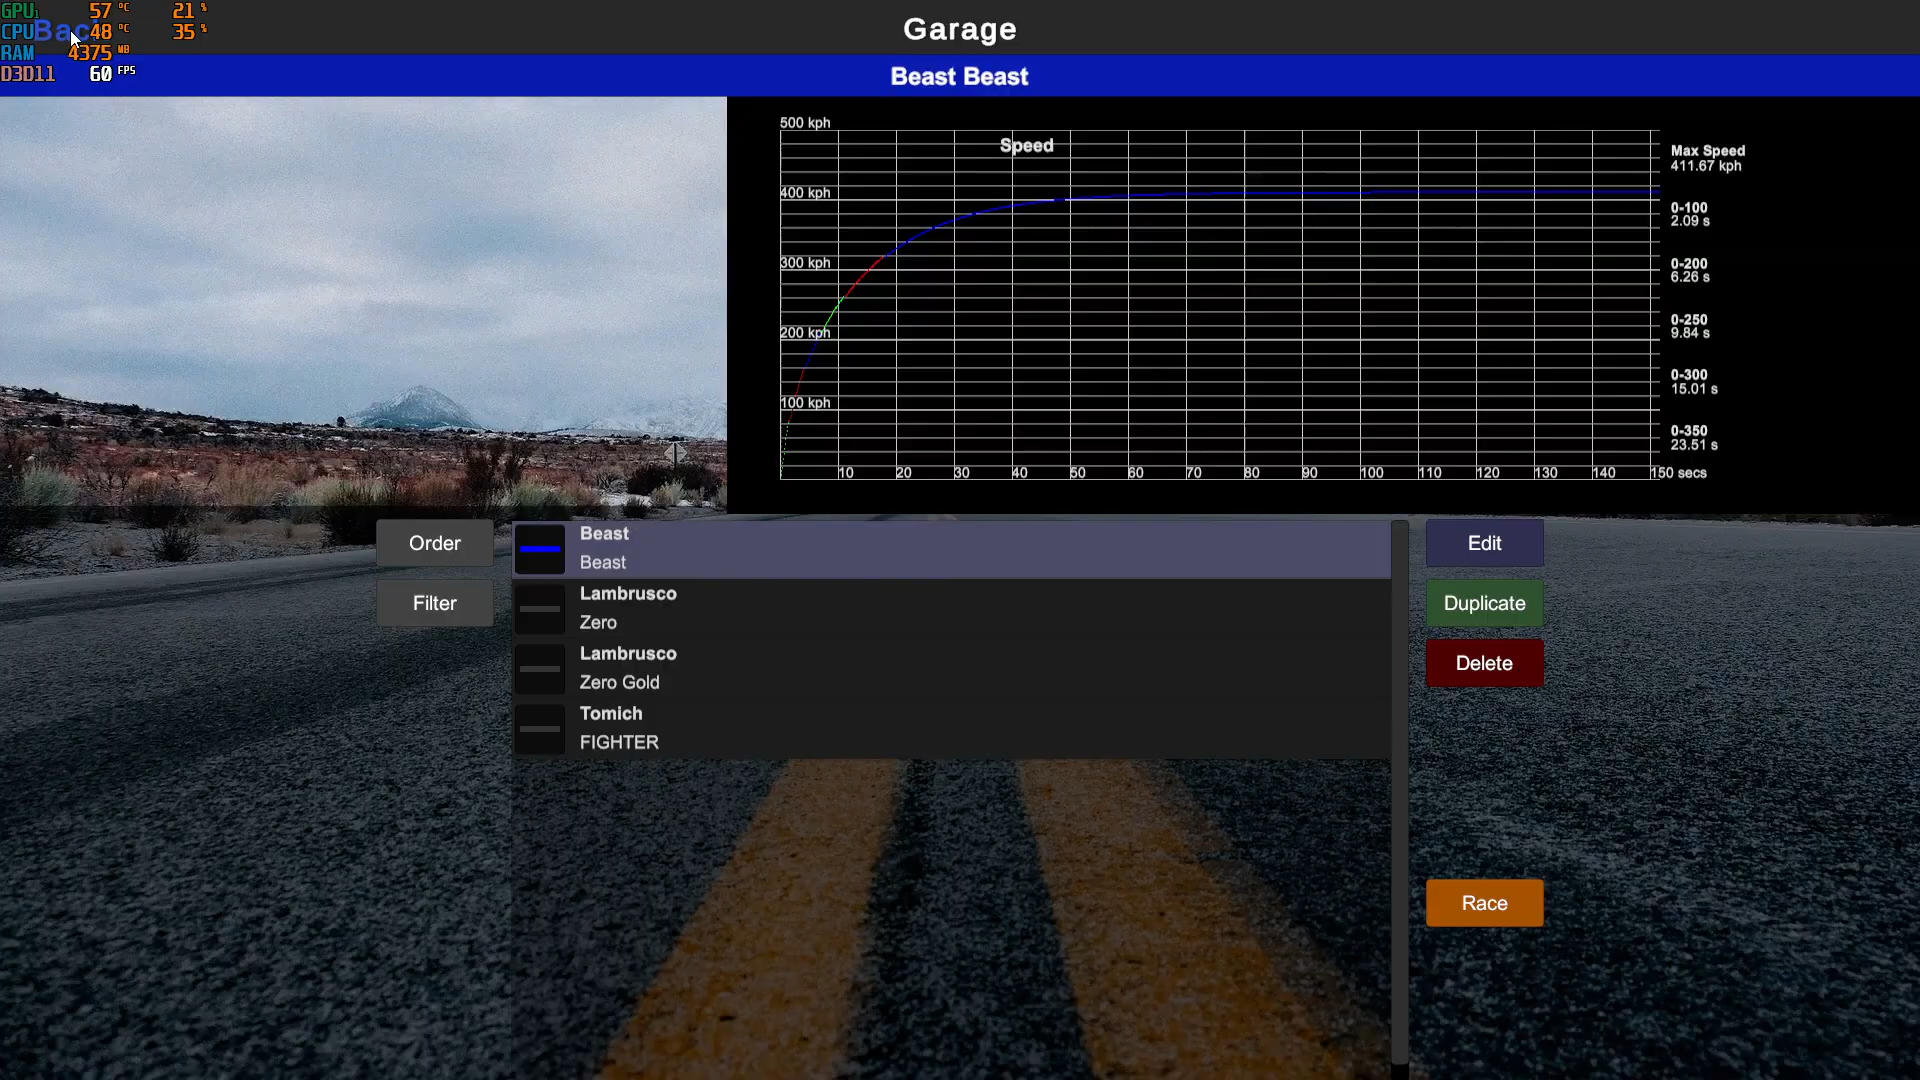 GPU1 57 °C 21 %
Back
CPU 48 °C 35 %
RAM 4375 MB
D3D11 60 FPS
Garage
Beast Beast
500 kph
Speed
400 kph
300 kph
200 kph
100 kph
10 20 30 40 50 60 70 80 90 100 110 120 130 140 150 secs
Max Speed
411.67 kph
0-100
2.09 s
0-200
6.26 s
0-250
9.84 s
0-300
15.01 s
0-350
23.51 s
Order
Filter
Beast
Beast
Lambrusco
Zero
Lambrusco
Zero Gold
Tomich
FIGHTER
Edit
Duplicate
Delete
Race